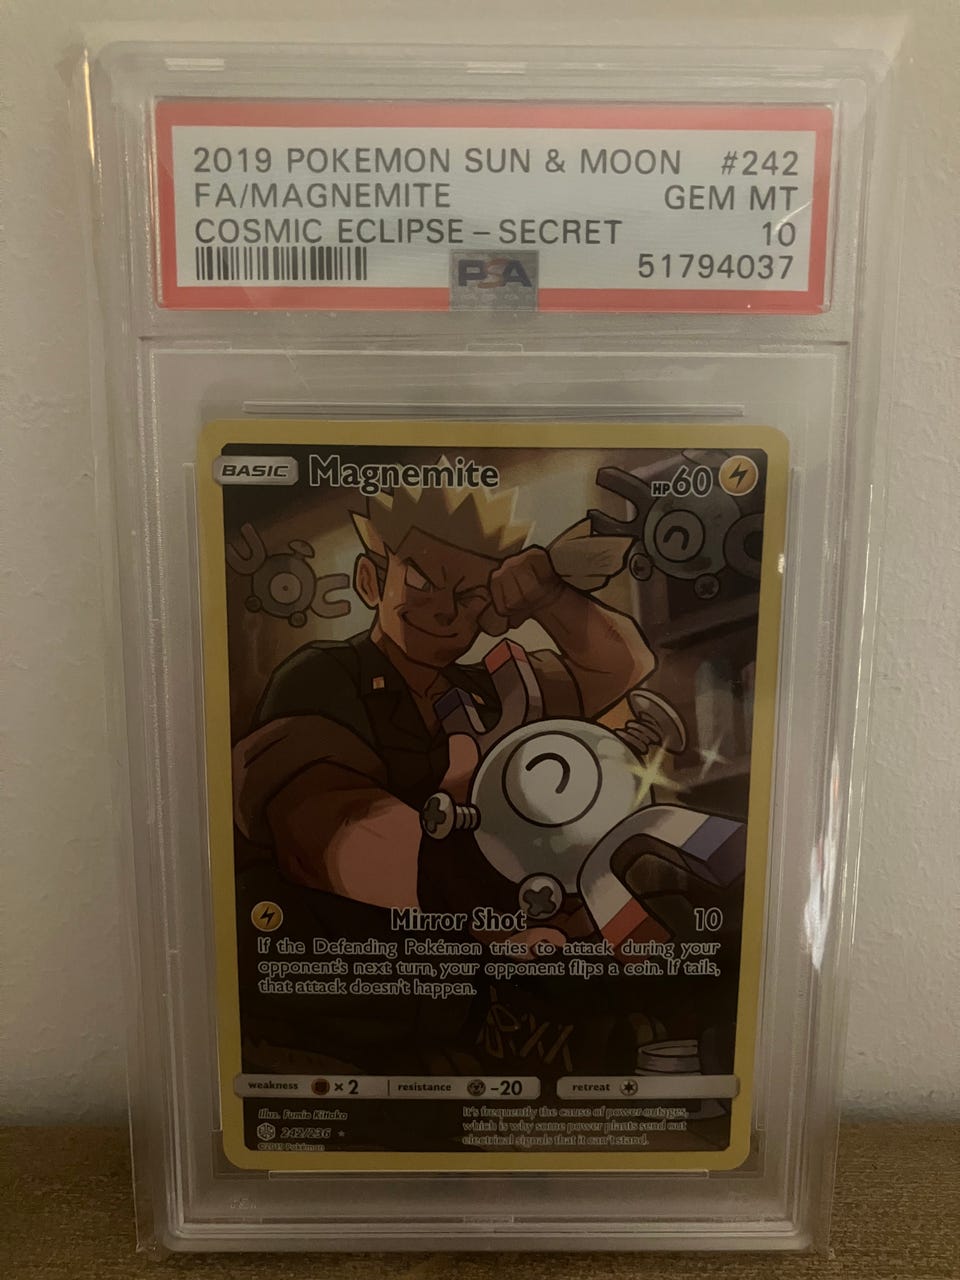 2019 POKEMON SUN & MOON #242
FA/MAGNEMITE GEM MT
COSMIC ECLIPSE – SECRET 10
51794037
PSA
BASIC Magnemite HP60
Mirror Shot 10
If the Defending Pokémon tries to attack during your
opponent's next turn, your opponent flips a coin. If tails,
that attack doesn't happen.
weakness ×2 resistance -20 retreat
Illus. Fumie Kittaka
242/236
©2019 Pokémon
It's frequently the cause of power outages,
which is why some power plants send out
electrical signals that it can't stand.